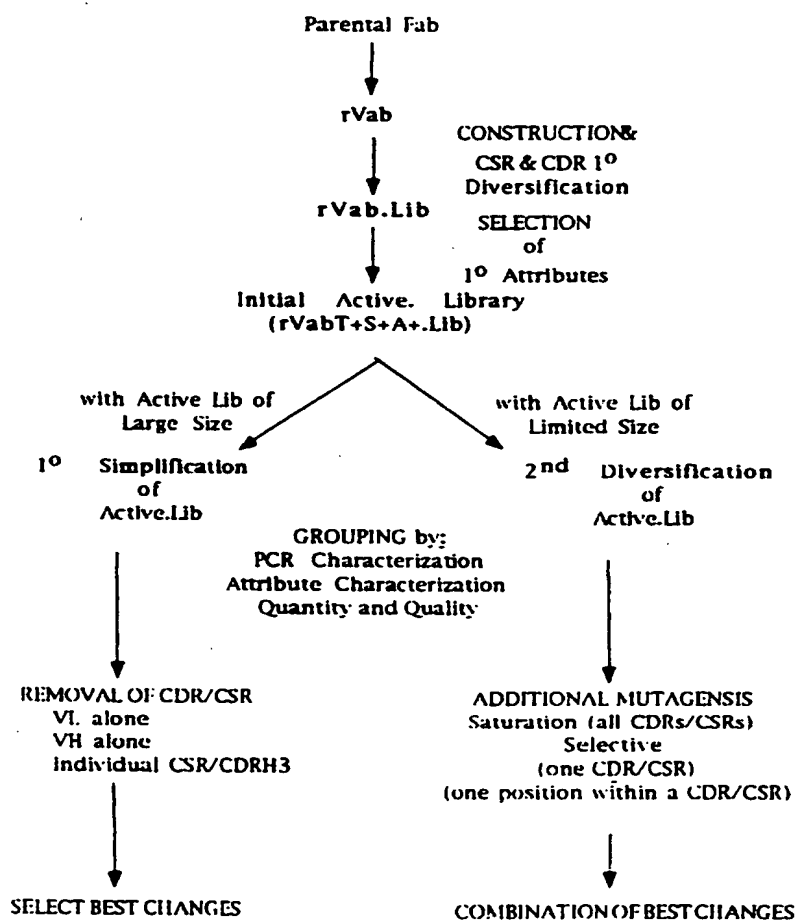 Parental Fab
rVab
CONSTRUCTION&
CSR & CDR 1º
Diversification
rVab.Lib
SELECTION
of
1º Attributes
Initial Active. Library
(rVabT+S+A+.Lib)
with Active Lib of
Large Size
with Active Lib of
Limited Size
1º Simplification
of
Active.Lib
2nd Diversification
of
Active.Lib
GROUPING by:
PCR Characterization
Attribute Characterization
Quantity and Quality
REMOVAL OF CDR/CSR
VL alone
VH alone
Individual CSR/CDRH3
ADDITIONAL MUTAGENSIS
Saturation (all CDRs/CSRs)
Selective
(one CDR/CSR)
(one position within a CDR/CSR)
SELECT BEST CHANGES
COMBINATION OF BEST CHANGES